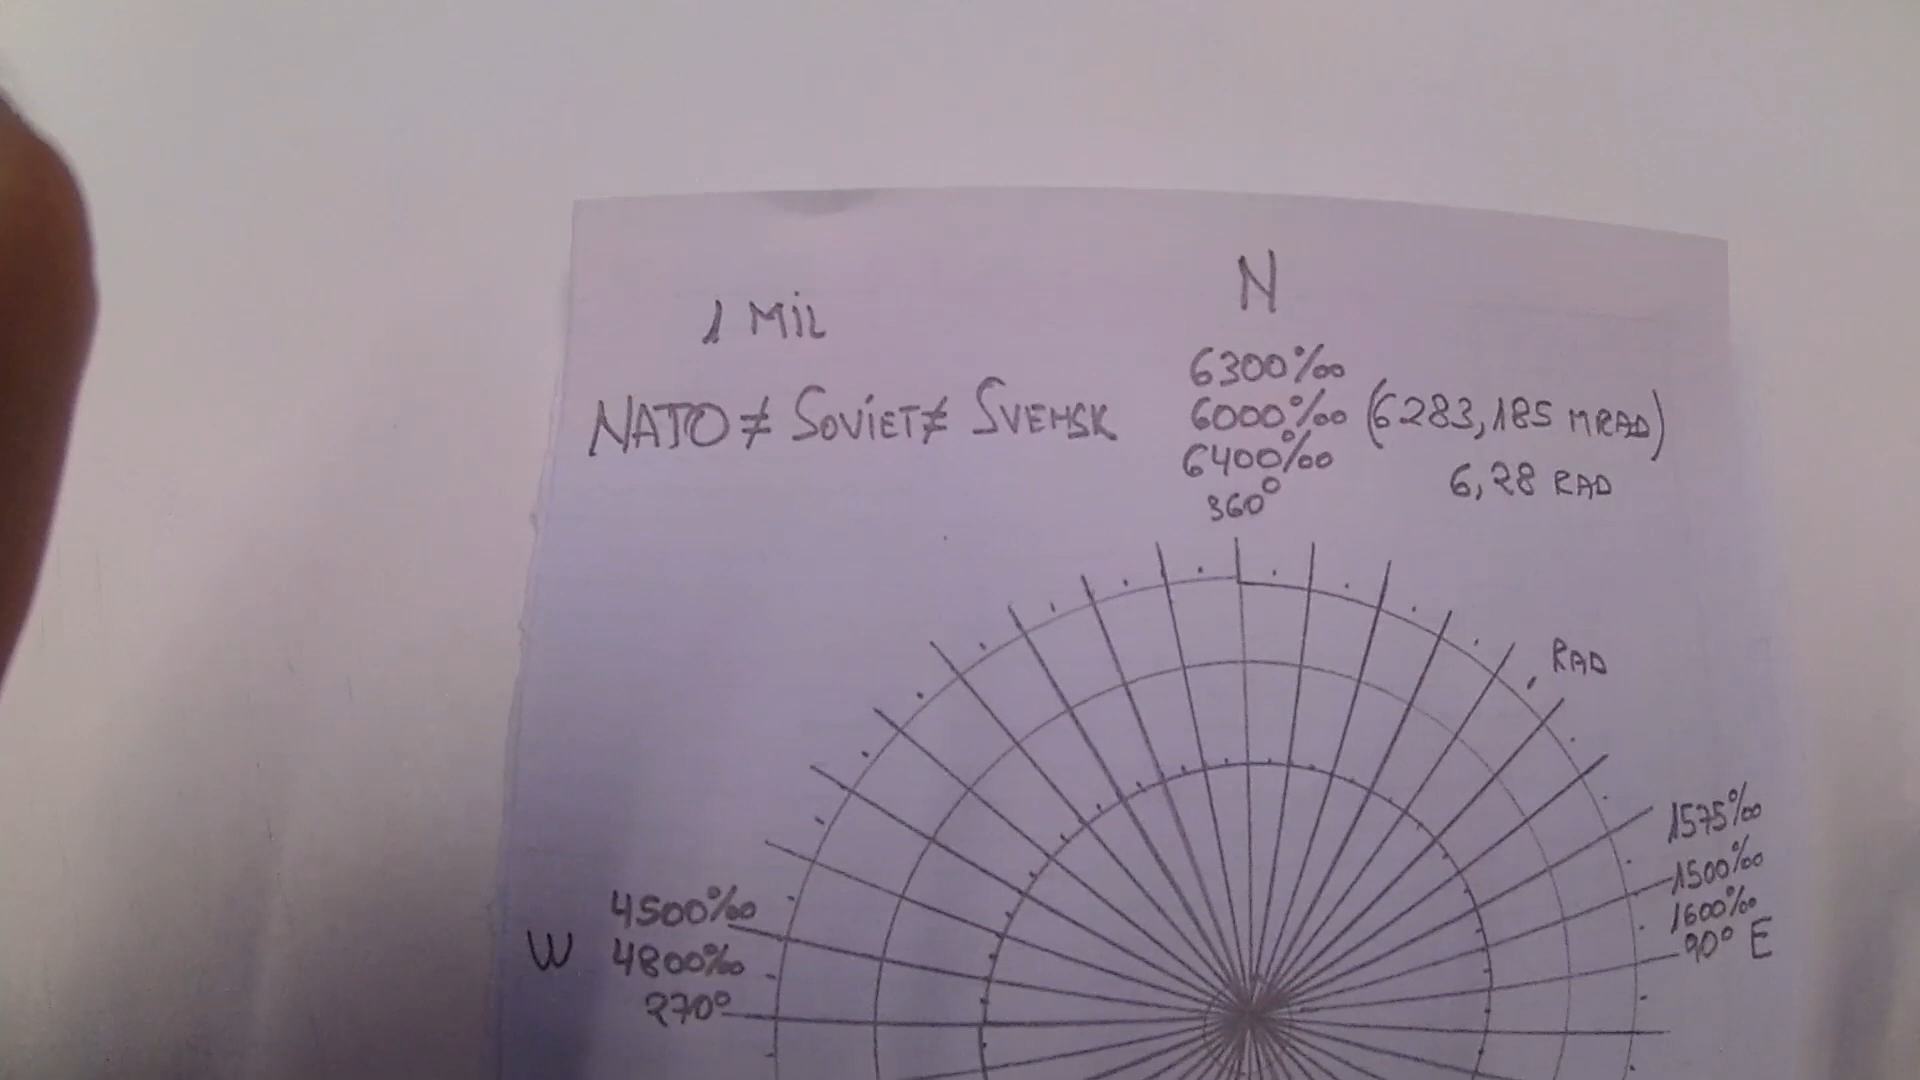 N
1 MIL
6300‰
NATO ≠ SOVIET ≠ SVENSK
6000‰ (6283,185 MRAD)
6400‰
6,28 RAD
360°
RAD
1575‰
1500‰
1600‰
90° E
4500‰
W 4800‰
270°